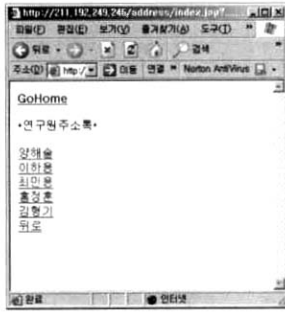 http://211.192.249.246/address/index.jsp?
파일(F) 편집(E) 보기(V) 즐겨찾기(A) 도구(T) »
뒤로 검색 »
주소(D) http:/ 이동 연결 » Norton AntiVirus
GoHome
•연구원주소록•
양해술
이하용
최민용
홍정훈
김형기
뒤로
완료 인터넷